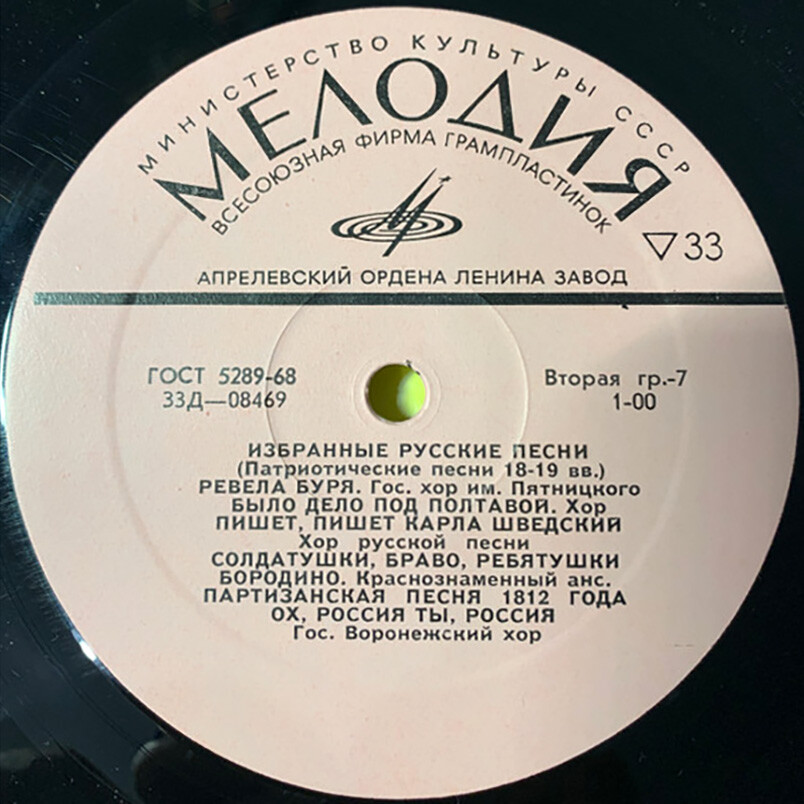 МИНИСТЕРСТВО КУЛЬТУРЫ СССР
МЕЛОДИЯ
ВСЕСОЮЗНАЯ ФИРМА ГРАМПЛАСТИНОК
▽33
АПРЕЛЕВСКИЙ ОРДЕНА ЛЕНИНА ЗАВОД
ГОСТ 5289-68
33Д—08469
Вторая гр.-7
1-00
ИЗБРАННЫЕ РУССКИЕ ПЕСНИ
(Патриотические песни 18-19 вв.)
РЕВЕЛА БУРЯ. Гос. хор им. Пятницкого
БЫЛО ДЕЛО ПОД ПОЛТАВОЙ. Хор
ПИШЕТ, ПИШЕТ КАРЛА ШВЕДСКИЙ
Хор русской песни
СОЛДАТУШКИ, БРАВО, РЕБЯТУШКИ
БОРОДИНО. Краснознаменный анс.
ПАРТИЗАНСКАЯ ПЕСНЯ 1812 ГОДА
ОХ, РОССИЯ ТЫ, РОССИЯ
Гос. Воронежский хор